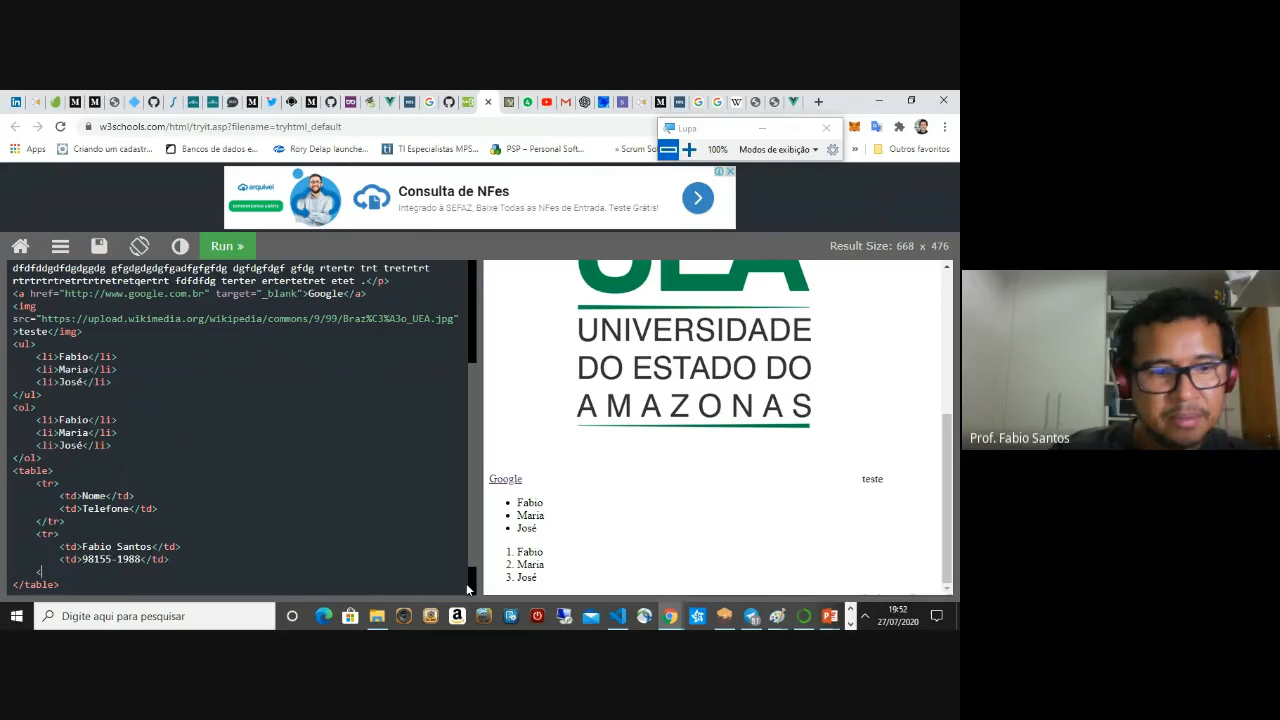 w3schools.com/html/tryit.asp?filename=tryhtml_default
Lupa
100% Modos de exibição
Apps Criando um cadastr... Bancos de dados e... Rory Delap launche... TI Especialistas MPS... PSP – Personal Soft... » Scrum So » Outros favoritos
arquivei
Consulta de NFes
Integrado à SEFAZ, Baixe Todas as NFes de Entrada. Teste Grátis!
Run »
Result Size: 668 x 476
dfdfddgdfdgdggdg gfgdgdgdgfgadfgfgfdg dgfdgfdgf gfdg rtertr trt tretrtrt
rtrtrtrtretrtrtretretretqertrt fdfdfdg terter ertertetret etet .</p>
<a href="http://www.google.com.br" target="_blank">Google</a>
<img
src="https://upload.wikimedia.org/wikipedia/commons/9/99/Braz%C3%A3o_UEA.jpg"
>teste</img>
<ul>
<li>Fabio</li>
<li>Maria</li>
<li>José</li>
</ul>
<ol>
<li>Fabio</li>
<li>Maria</li>
<li>José</li>
</ol>
<table>
<tr>
<td>Nome</td>
<td>Telefone</td>
</tr>
<tr>
<td>Fabio Santos</td>
<td>98155-1988</td>
<
</table>
UEA
UNIVERSIDADE
DO ESTADO DO
AMAZONAS
Google teste
• Fabio
• Maria
• José
1. Fabio
2. Maria
3. José
Prof. Fabio Santos
Digite aqui para pesquisar
19:52
27/07/2020